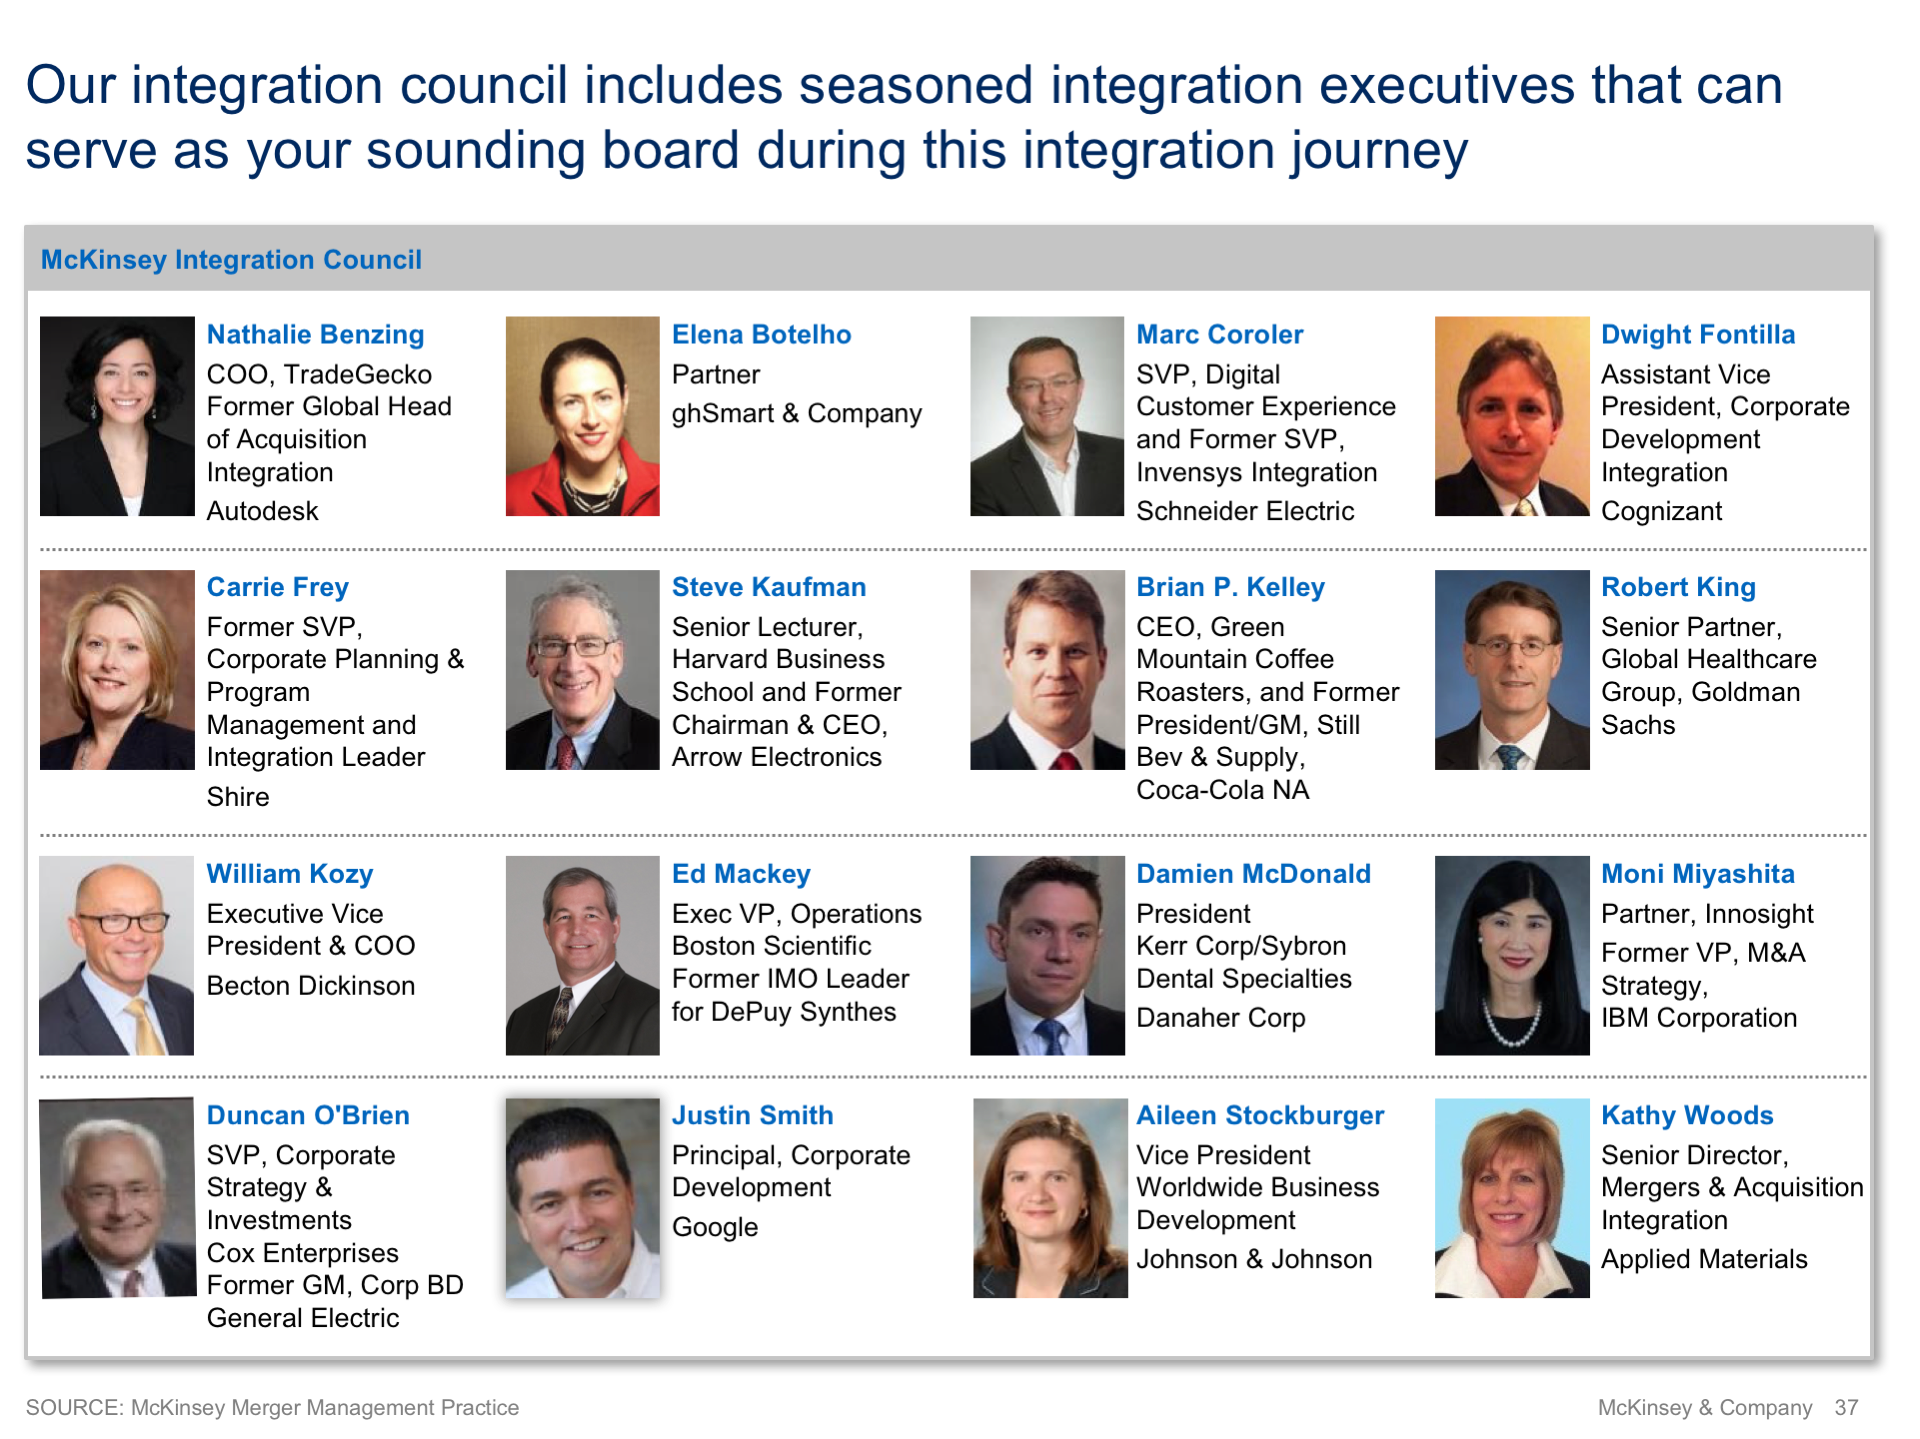 Our integration council includes seasoned integration executives that can
serve as your sounding board during this integration journey
McKinsey Integration Council
Nathalie Benzing
COO, TradeGecko
Former Global Head
of Acquisition
Integration
Autodesk
Elena Botelho
Partner
ghSmart & Company
Marc Coroler
SVP, Digital
Customer Experience
and Former SVP,
Invensys Integration
Schneider Electric
Dwight Fontilla
Assistant Vice
President, Corporate
Development
Integration
Cognizant
Carrie Frey
Former SVP,
Corporate Planning &
Program
Management and
Integration Leader
Shire
Steve Kaufman
Senior Lecturer,
Harvard Business
School and Former
Chairman & CEO,
Arrow Electronics
Brian P. Kelley
CEO, Green
Mountain Coffee
Roasters, and Former
President/GM, Still
Bev & Supply,
Coca-Cola NA
Robert King
Senior Partner,
Global Healthcare
Group, Goldman
Sachs
William Kozy
Executive Vice
President & COO
Becton Dickinson
Ed Mackey
Exec VP, Operations
Boston Scientific
Former IMO Leader
for DePuy Synthes
Damien McDonald
President
Kerr Corp/Sybron
Dental Specialties
Danaher Corp
Moni Miyashita
Partner, Innosight
Former VP, M&A
Strategy,
IBM Corporation
Duncan O'Brien
SVP, Corporate
Strategy &
Investments
Cox Enterprises
Former GM, Corp BD
General Electric
Justin Smith
Principal, Corporate
Development
Google
Aileen Stockburger
Vice President
Worldwide Business
Development
Johnson & Johnson
Kathy Woods
Senior Director,
Mergers & Acquisition
Integration
Applied Materials
SOURCE: McKinsey Merger Management Practice
McKinsey & Company 37